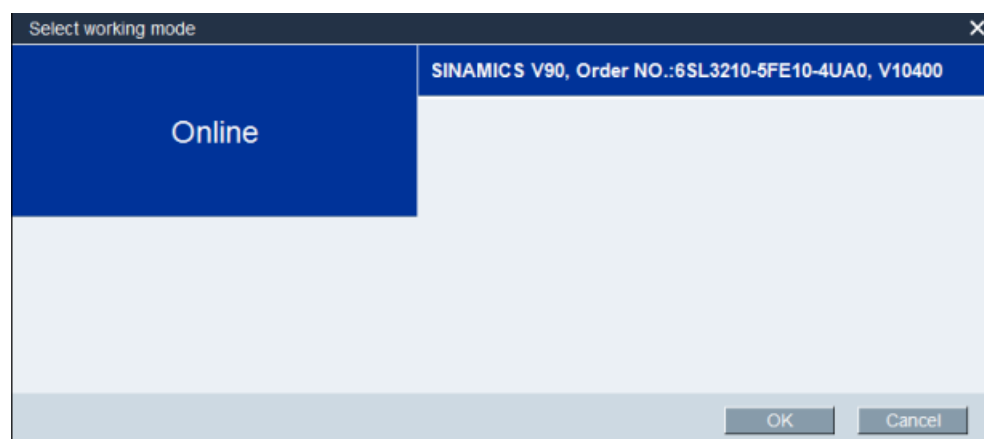 Select working mode
SINAMICS V90, Order NO.:6SL3210-5FE10-4UA0, V10400
Online
OK
Cancel